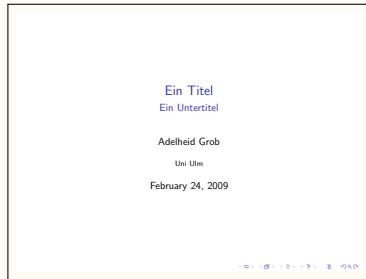 Ein Titel
Ein Untertitel
Adelheid Grob
Uni Ulm
February 24, 2009